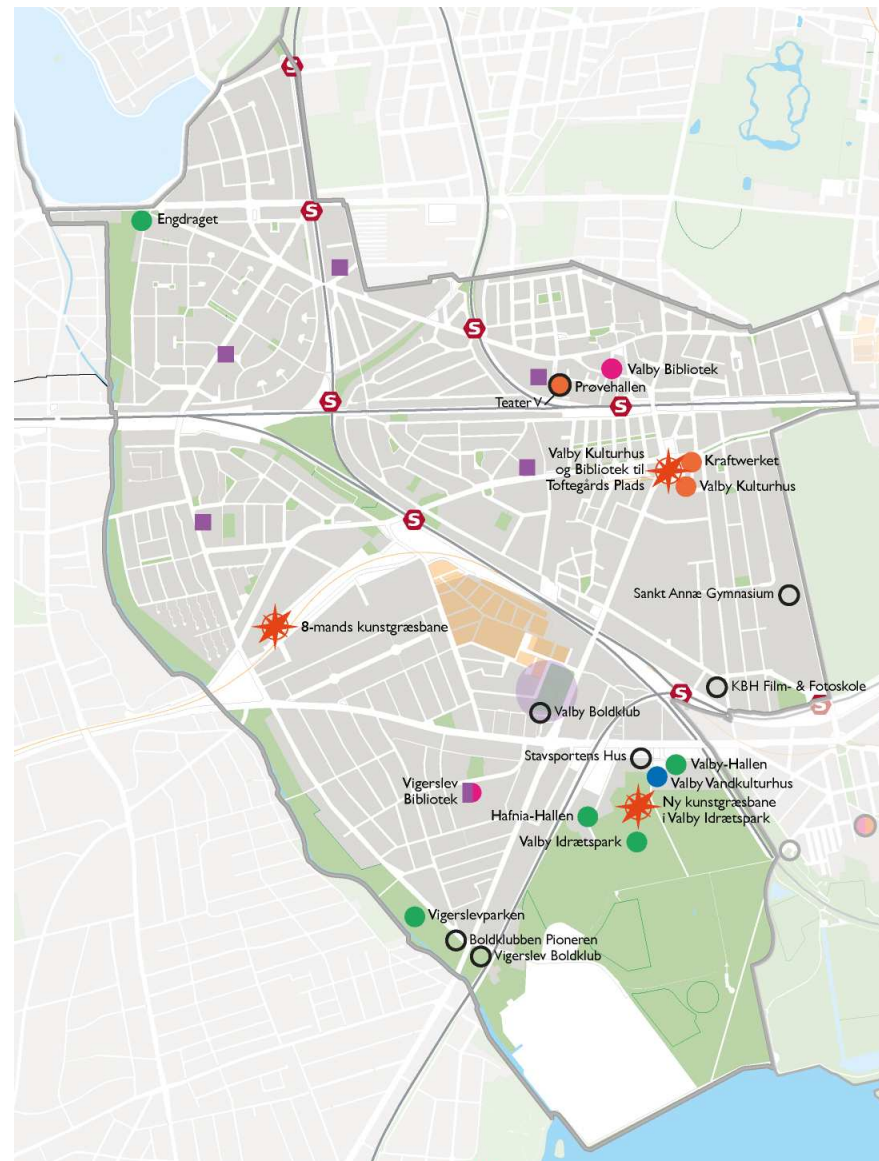 S
S
Engdraget
S
Valby Bibliotek
Prøvehallen
Teater V
S
S
Valby Kulturhus
og Bibliotek til
Toftegårds Plads
Kraftwerket
Valby Kulturhus
S
Sankt Annæ Gymnasium
8-mands kunstgræsbane
KBH Film- & Fotoskole
S
S
Valby Boldklub
Stavsportens Hus
Valby-Hallen
Valby Vandkulturhus
Vigerslev
Bibliotek
Ny kunstgræsbane
i Valby Idrætspark
Hafnia-Hallen
Valby Idrætspark
Vigerslevparken
Boldklubben Pioneren
Vigerslev Boldklub